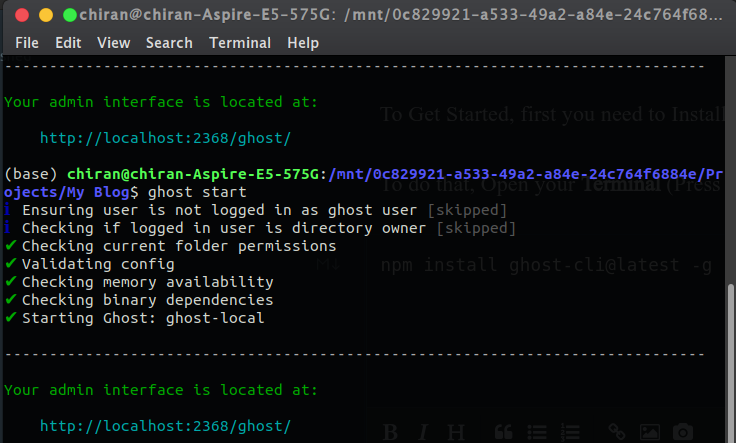 chiran@chiran-Aspire-E5-575G: /mnt/0c829921-a533-49a2-a84e-24c764f68...
File Edit View Search Terminal Help
------------------------------------------------------------------------------
Your admin interface is located at:
To Get Started, first you need to Install
http://localhost:2368/ghost/
(base) chiran@chiran-Aspire-E5-575G:/mnt/0c829921-a533-49a2-a84e-24c764f6884e/Pr
ojects/My Blog$ ghost start
To do that, Open your Terminal (Press
ℹ Ensuring user is not logged in as ghost user [skipped]
ℹ Checking if logged in user is directory owner [skipped]
✔ Checking current folder permissions
✔ Validating config
npm install ghost-cli@latest -g
✔ Checking memory availability
✔ Checking binary dependencies
✔ Starting Ghost: ghost-local
------------------------------------------------------------------------------
Your admin interface is located at:
http://localhost:2368/ghost/
B I H